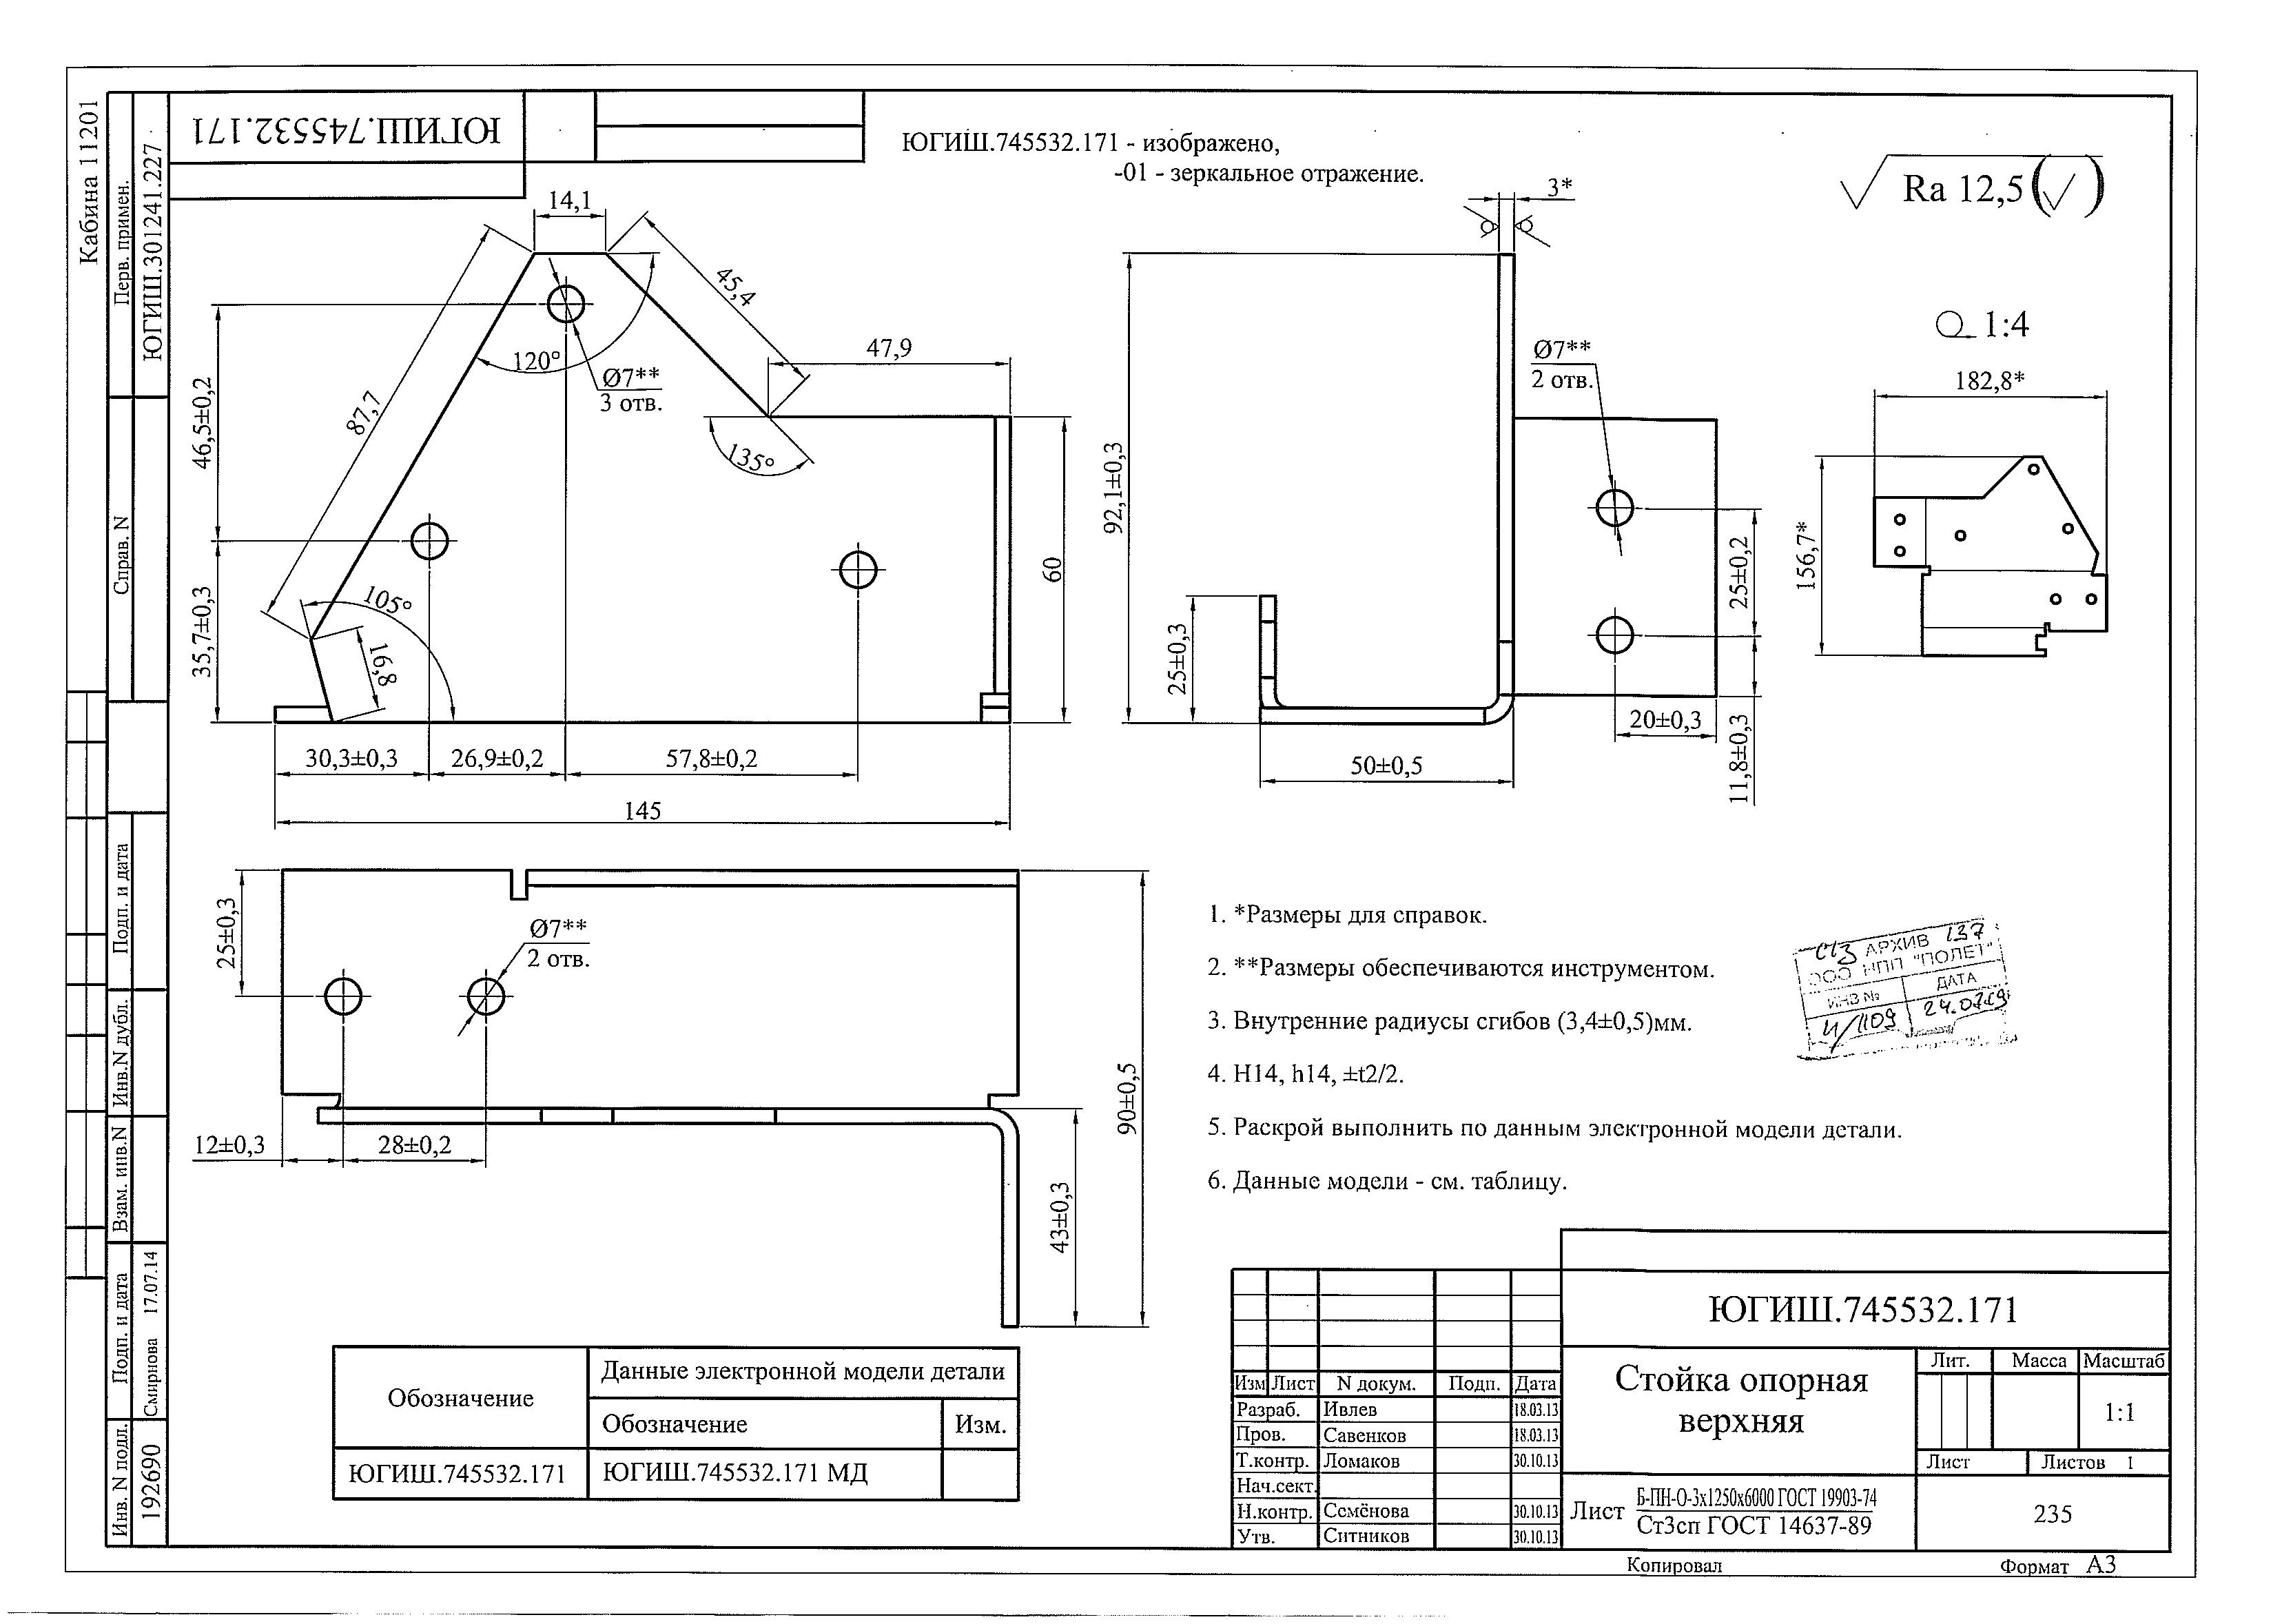 Кабина 11201
Перв. примен.
ЮГИШ.301241.227
Справ. N
Подп. и дата
Инв.N дубл.
Взам. инв.N
Подп. и дата
Смирнова 17.07.14
Инв. N подл.
192690
ЮГИШ.745532.171
ЮГИШ.745532.171 - изображено,
-01 - зеркальное отражение.
Ra 12,5
14,1
45,4
47,9
87,7
120°
Ø7**
3 отв.
135°
46,5±0,2
35,7±0,3
105°
16,8
60
30,3±0,3
26,9±0,2
57,8±0,2
145
3*
92,1±0,3
Ø7**
2 отв.
25±0,3
25±0,2
20±0,3
11,8±0,3
50±0,5
1:4
182,8*
156,7*
25±0,3
Ø7**
2 отв.
12±0,3
28±0,2
43±0,3
90±0,5
1. *Размеры для справок.
2. **Размеры обеспечиваются инструментом.
3. Внутренние радиусы сгибов (3,4±0,5)мм.
4. H14, h14, ±t2/2.
5. Раскрой выполнить по данным электронной модели детали.
6. Данные модели - см. таблицу.
АРХИВ 137
ООО НПП "ПОЛЕТ"
ИНВ № ДАТА
И/1109
Обозначение
Данные электронной модели детали
Обозначение Изм.
ЮГИШ.745532.171 ЮГИШ.745532.171 МД
ЮГИШ.745532.171
Изм Лист N докум. Подп. Дата
Разраб. Ивлев 18.03.13
Пров. Савенков 18.03.13
Т.контр. Ломаков 30.10.13
Нач.сект.
Н.контр. Семёнова 30.10.13
Утв. Ситников 30.10.13
Стойка опорная
верхняя
Лит. Масса Масштаб
1:1
Лист Листов 1
Лист Б-ПН-О-3х1250х6000 ГОСТ 19903-74
Ст3сп ГОСТ 14637-89
235
Копировал Формат А3